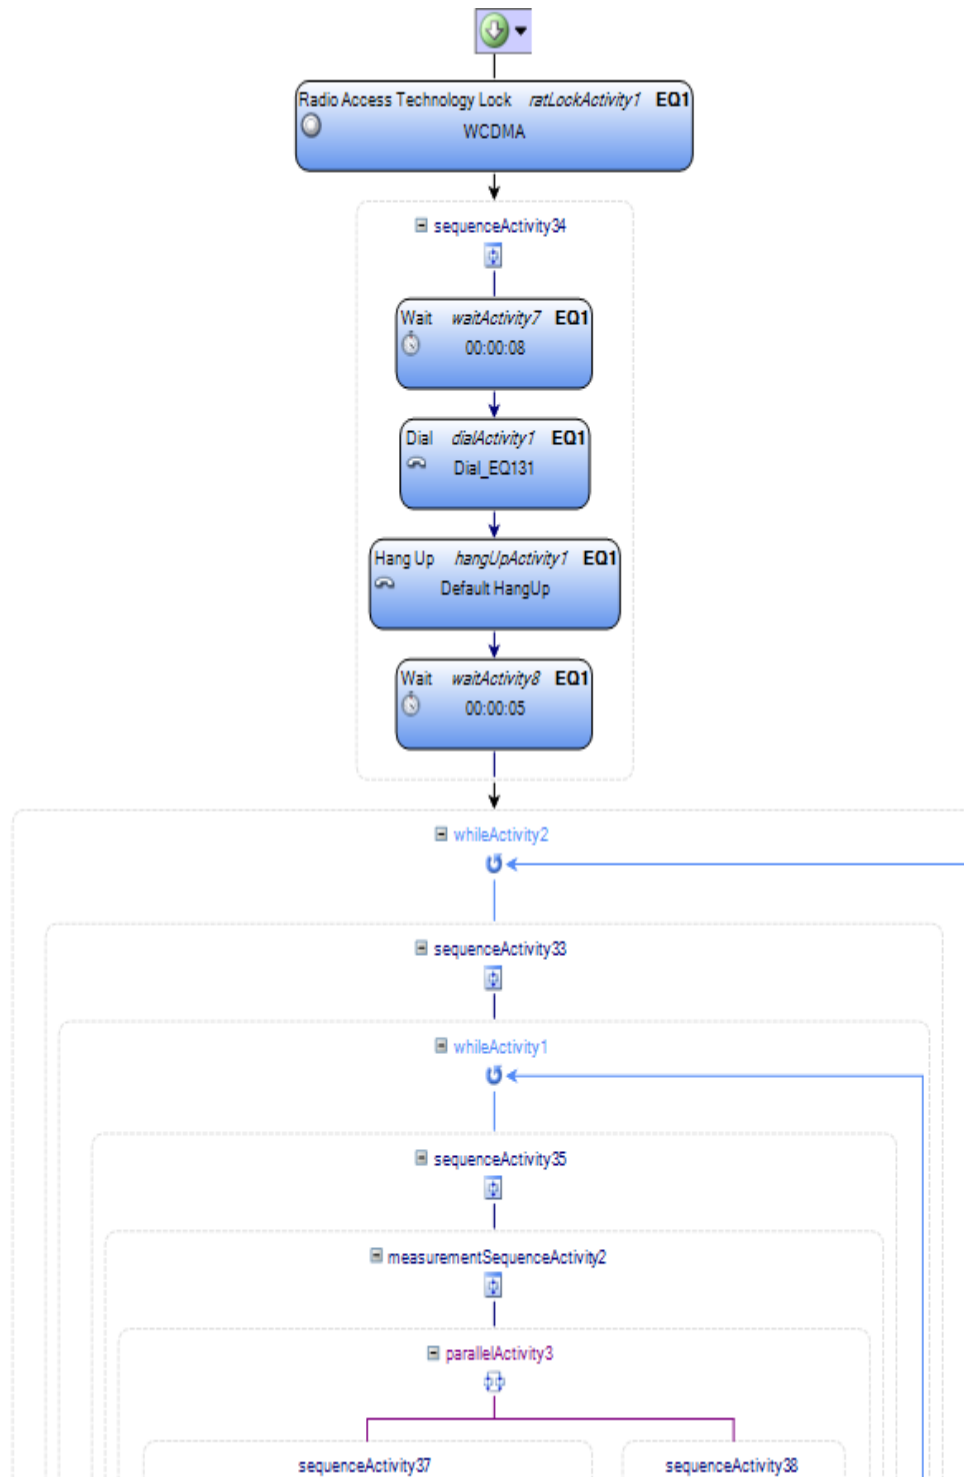 Radio Access Technology Lock ratLockActivity1 EQ1
WCDMA
sequenceActivity34
Wait waitActivity7 EQ1
00:00:08
Dial dialActivity1 EQ1
Dial_EQ131
Hang Up hangUpActivity1 EQ1
Default HangUp
Wait waitActivity8 EQ1
00:00:05
whileActivity2
sequenceActivity33
whileActivity1
sequenceActivity35
measurementSequenceActivity2
parallelActivity3
sequenceActivity37 sequenceActivity38